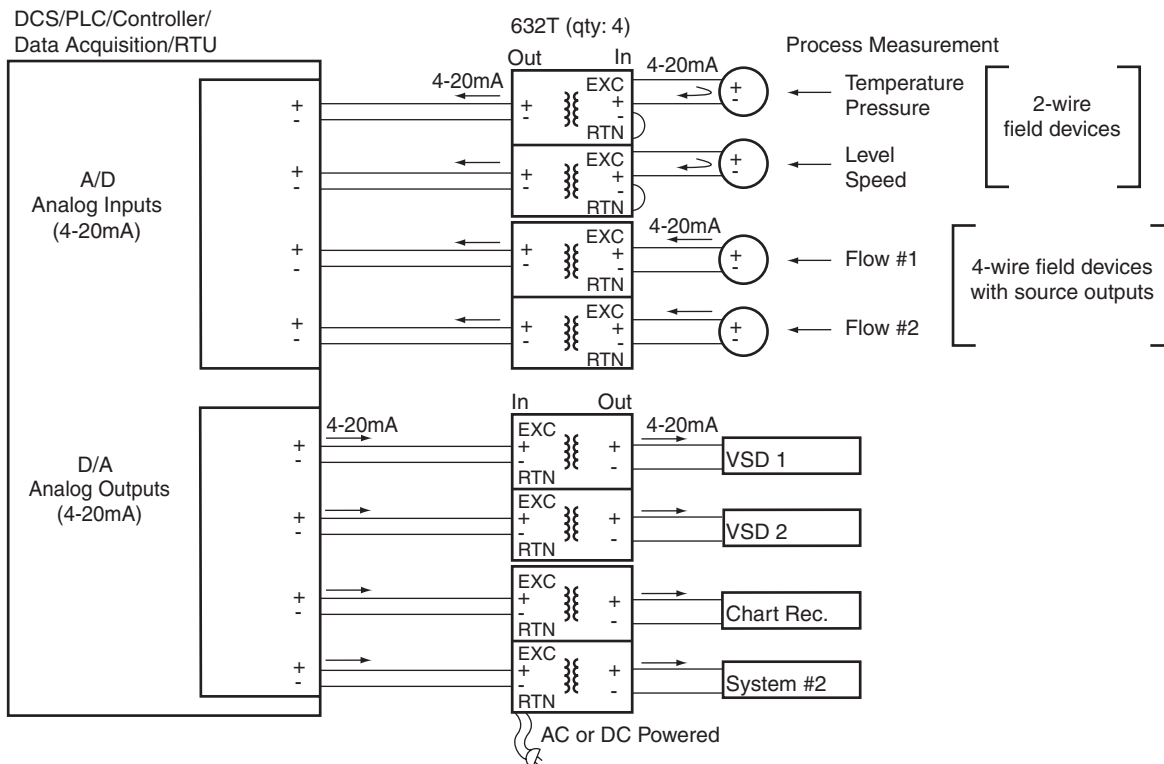 DCS/PLC/Controller/
Data Acquisition/RTU
632T (qty: 4)
Out In
Process Measurement
4-20mA
4-20mA
A/D
Analog Inputs
(4-20mA)
+
-
+
-
EXC
+
-
RTN
+
-
Temperature
Pressure
2-wire
field devices
+
-
+
-
EXC
+
-
RTN
+
-
Level
Speed
4-20mA
+
-
+
-
EXC
+
-
RTN
+
-
Flow #1
4-wire field devices
with source outputs
+
-
+
-
EXC
+
-
RTN
+
-
Flow #2
In Out
4-20mA
4-20mA
D/A
Analog Outputs
(4-20mA)
+
-
EXC
+
-
RTN
+
-
VSD 1
+
-
EXC
+
-
RTN
+
-
VSD 2
+
-
EXC
+
-
RTN
+
-
Chart Rec.
+
-
EXC
+
-
RTN
+
-
System #2
AC or DC Powered